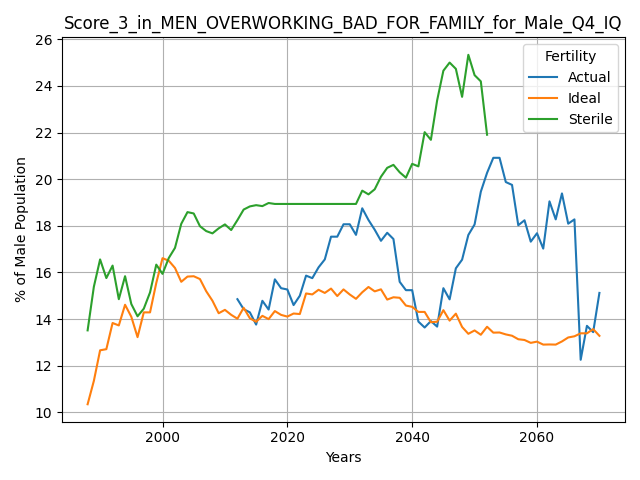 Score_3_in_MEN_OVERWORKING_BAD_FOR_FAMILY_for_Male_Q4_IQ
26
24
22
20
18
16
14
12
10
% of Male Population
2000
2020
2040
2060
Years
Fertility
Actual
Ideal
Sterile